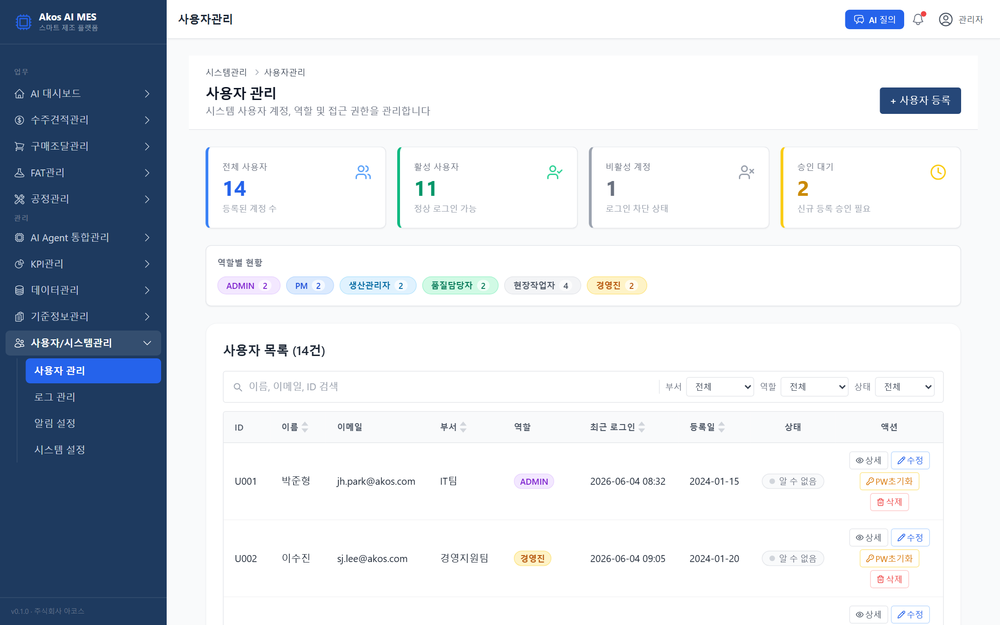 Akos AI MES
스마트 제조 플랫폼
업무
AI 대시보드
수주견적관리
구매조달관리
FAT관리
공정관리
관리
AI Agent 통합관리
KPI관리
데이터관리
기준정보관리
사용자/시스템관리
사용자 관리
로그 관리
알림 설정
시스템 설정
v0.1.0 · 주식회사 아코스
사용자관리
AI 질의
관리자
시스템관리 > 사용자관리
사용자 관리
시스템 사용자 계정, 역할 및 접근 권한을 관리합니다
+ 사용자 등록
전체 사용자
14
등록된 계정 수
활성 사용자
11
정상 로그인 가능
비활성 계정
1
로그인 차단 상태
승인 대기
2
신규 등록 승인 필요
역할별 현황
ADMIN 2 PM 2 생산관리자 2 품질담당자 2 현장작업자 4 경영진 2
사용자 목록 (14건)
이름, 이메일, ID 검색 부서 전체 역할 전체 상태 전체
ID 이름 이메일 부서 역할 최근 로그인 등록일 상태 액션
U001 박준형 jh.park@akos.com IT팀 ADMIN 2026-06-04 08:32 2024-01-15 알 수 없음
상세 수정
PW초기화
삭제
U002 이수진 sj.lee@akos.com 경영지원팀 경영진 2026-06-04 09:05 2024-01-20 알 수 없음
상세 수정
PW초기화
삭제
상세 수정